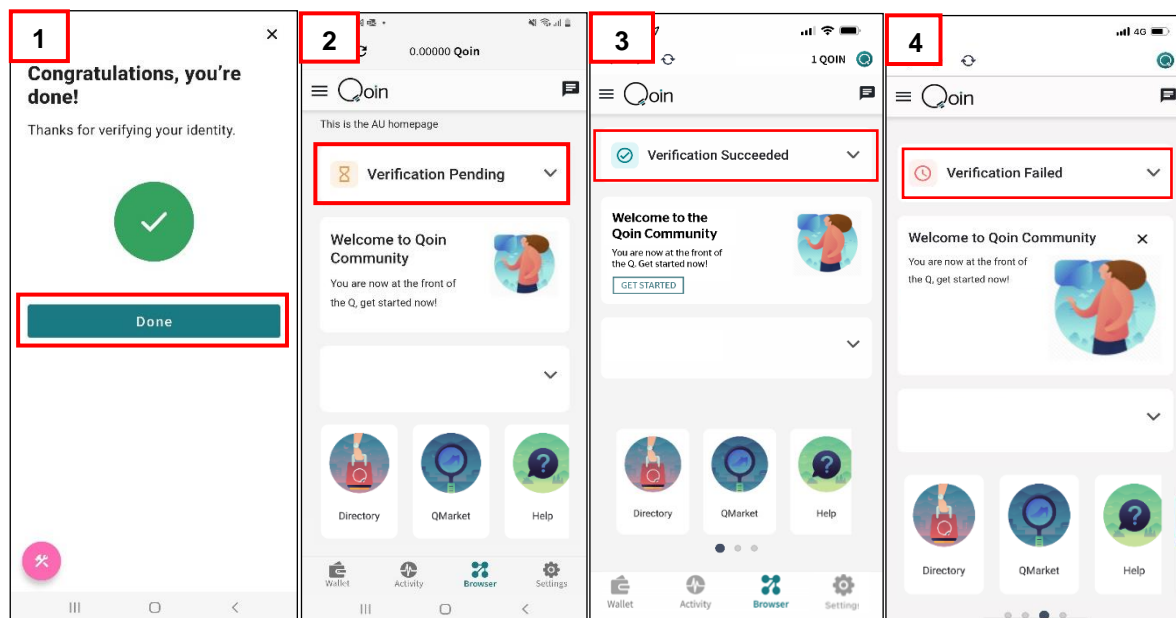 1
Congratulations, you're
done!
Thanks for verifying your identity.
Done
2
0.00000 Qoin
Qoin
This is the AU homepage
Verification Pending
Welcome to Qoin
Community
You are now at the front of
the Q, get started now!
Directory
QMarket
Help
Wallet
Activity
Browser
Settings
3
1 QOIN
Qoin
Verification Succeeded
Welcome to the
Qoin Community
You are now at the front of
the Q. Get started now!
GET STARTED
Directory
QMarket
Help
Wallet
Activity
Browser
Settings
4
4G
Qoin
Verification Failed
Welcome to Qoin Community
You are now at the front of
the Q, get started now!
Directory
QMarket
Help